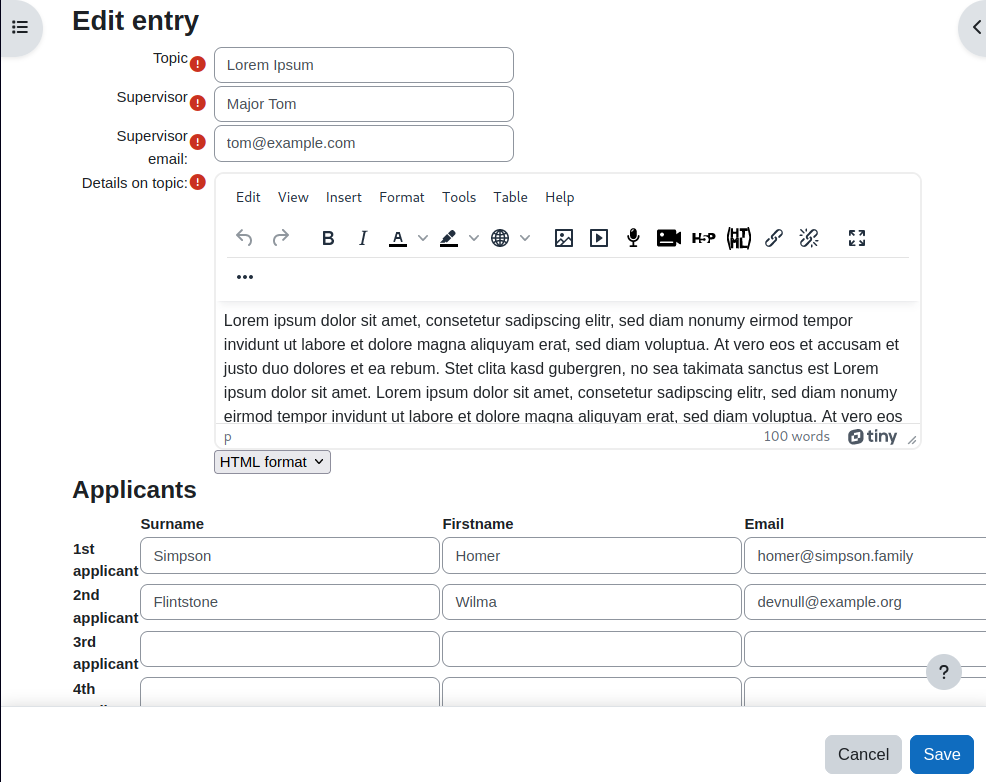 Edit entry
Topic
Lorem Ipsum
Supervisor
Major Tom
Supervisor email:
tom@example.com
Details on topic:
Edit View Insert Format Tools Table Help
B I A H-P HTML
•••
Lorem ipsum dolor sit amet, consetetur sadipscing elitr, sed diam nonumy eirmod tempor
invidunt ut labore et dolore magna aliquyam erat, sed diam voluptua. At vero eos et accusam et
justo duo dolores et ea rebum. Stet clita kasd gubergren, no sea takimata sanctus est Lorem
ipsum dolor sit amet. Lorem ipsum dolor sit amet, consetetur sadipscing elitr, sed diam nonumy
eirmod tempor invidunt ut labore et dolore magna aliquyam erat, sed diam voluptua. At vero eos
p 100 words tiny
HTML format
Applicants
Surname Firstname Email
1st applicant Simpson Homer homer@simpson.family
2nd applicant Flintstone Wilma devnull@example.org
3rd applicant
?
4th
Cancel Save